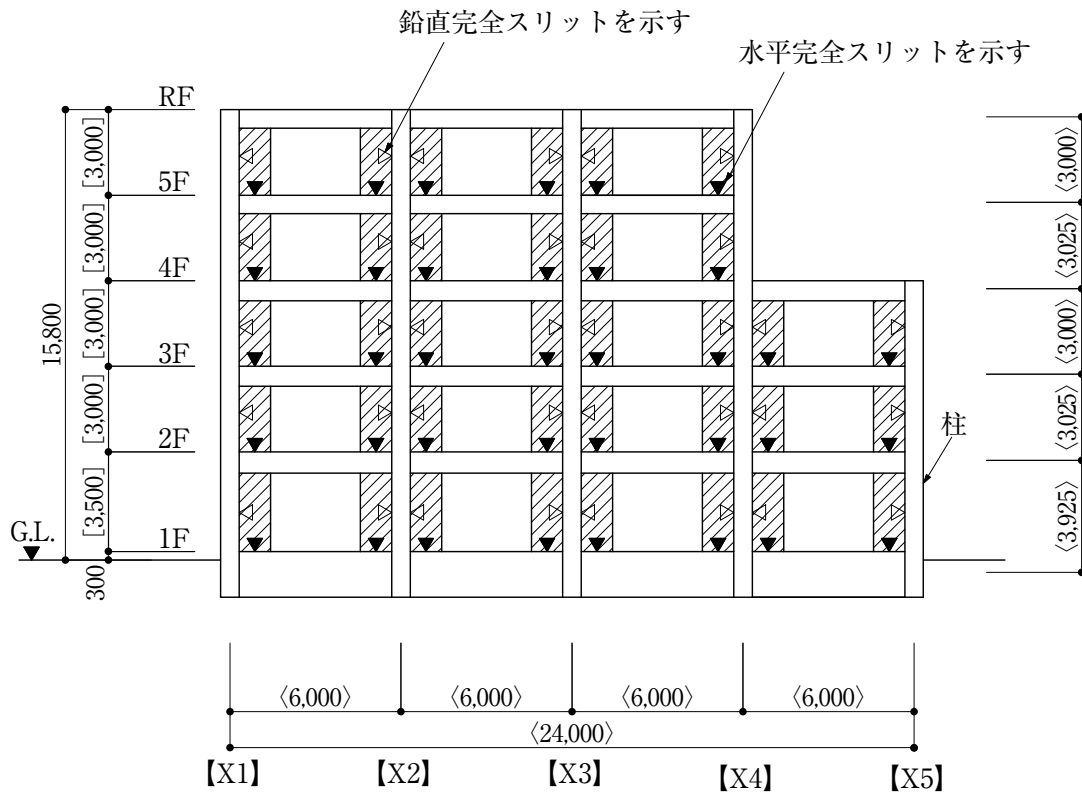 鉛直完全スリットを示す
水平完全スリットを示す
RF
5F
4F
3F
2F
1F
G.L.
15,800
[3,000]
[3,000]
[3,000]
[3,000]
[3,500]
300
〈3,000〉
〈3,025〉
〈3,000〉
〈3,025〉
〈3,925〉
柱
〈6,000〉 〈6,000〉 〈6,000〉 〈6,000〉
〈24,000〉
【X1】 【X2】 【X3】 【X4】 【X5】